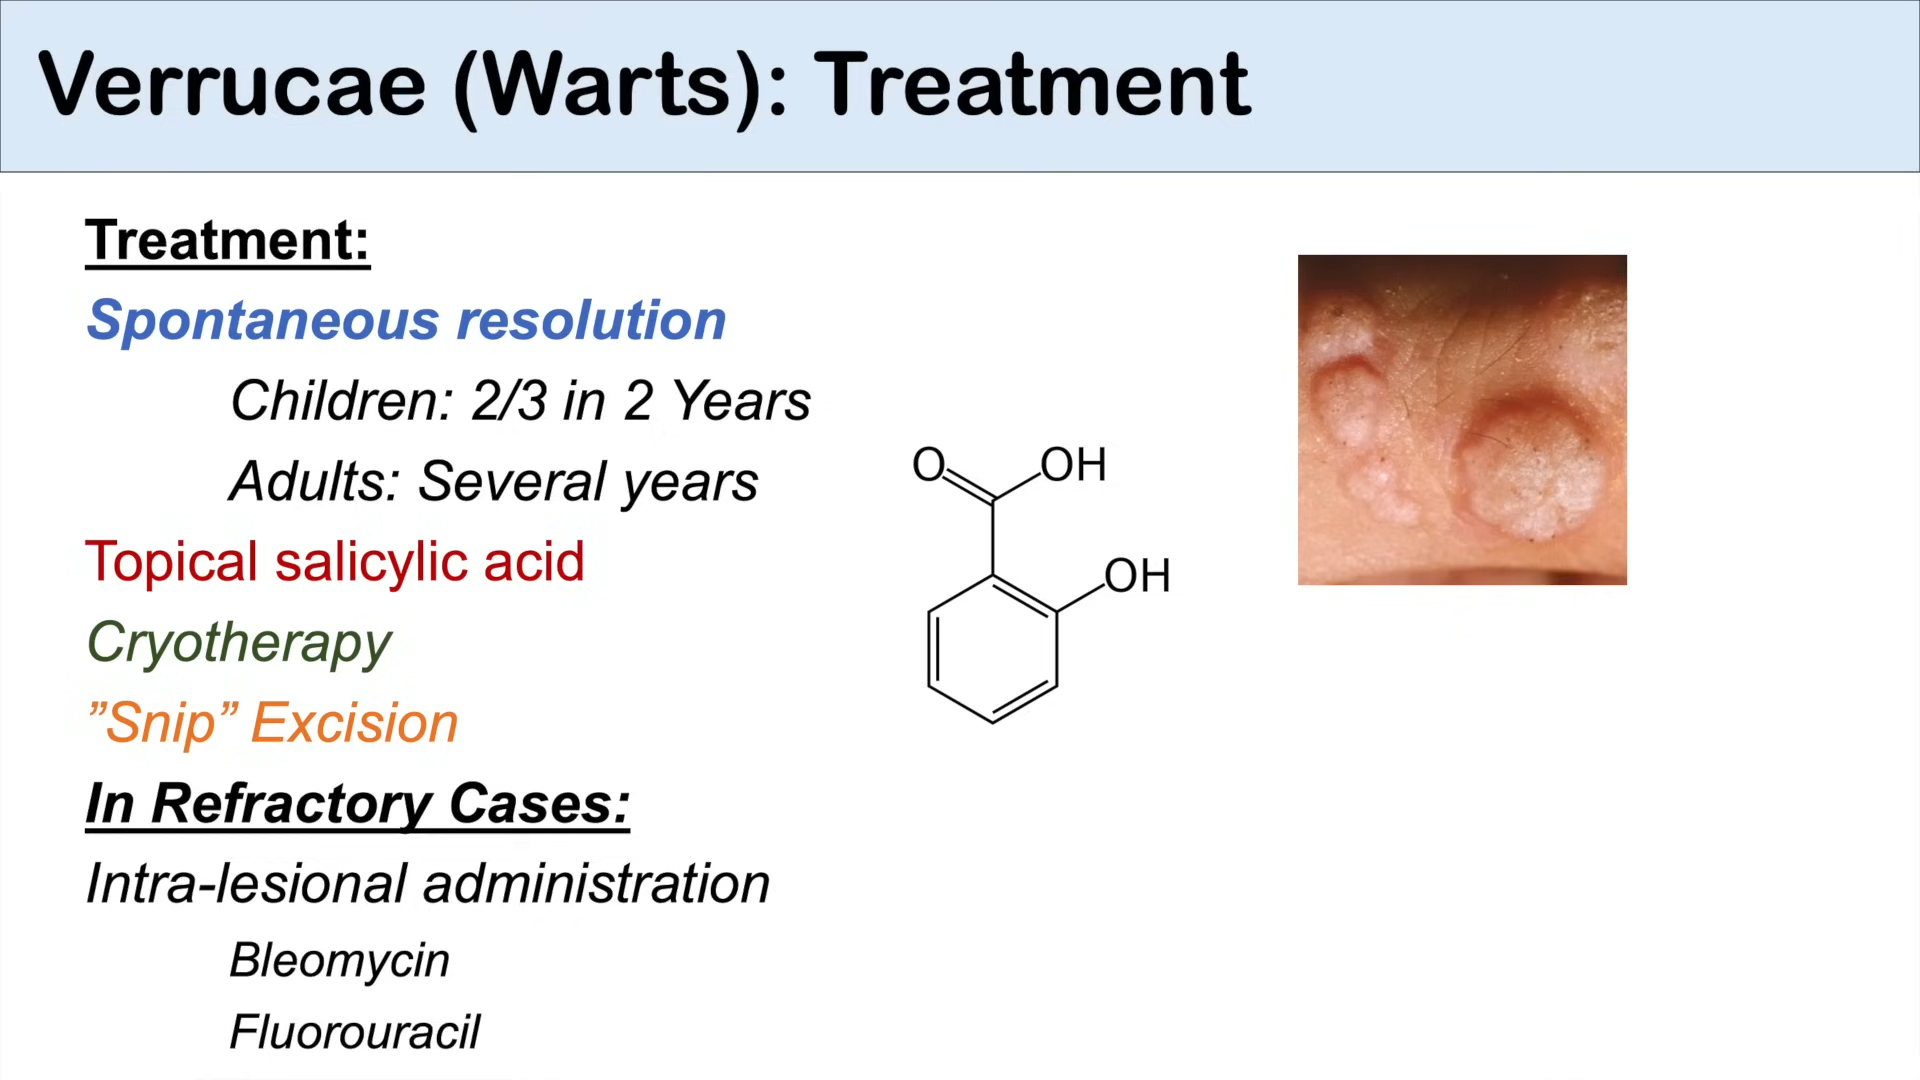 Verrucae (Warts): Treatment
Treatment:
Spontaneous resolution
Children: 2/3 in 2 Years
Adults: Several years
Topical salicylic acid
Cryotherapy
”Snip” Excision
In Refractory Cases:
Intra-lesional administration
Bleomycin
Fluorouracil
O
OH
OH